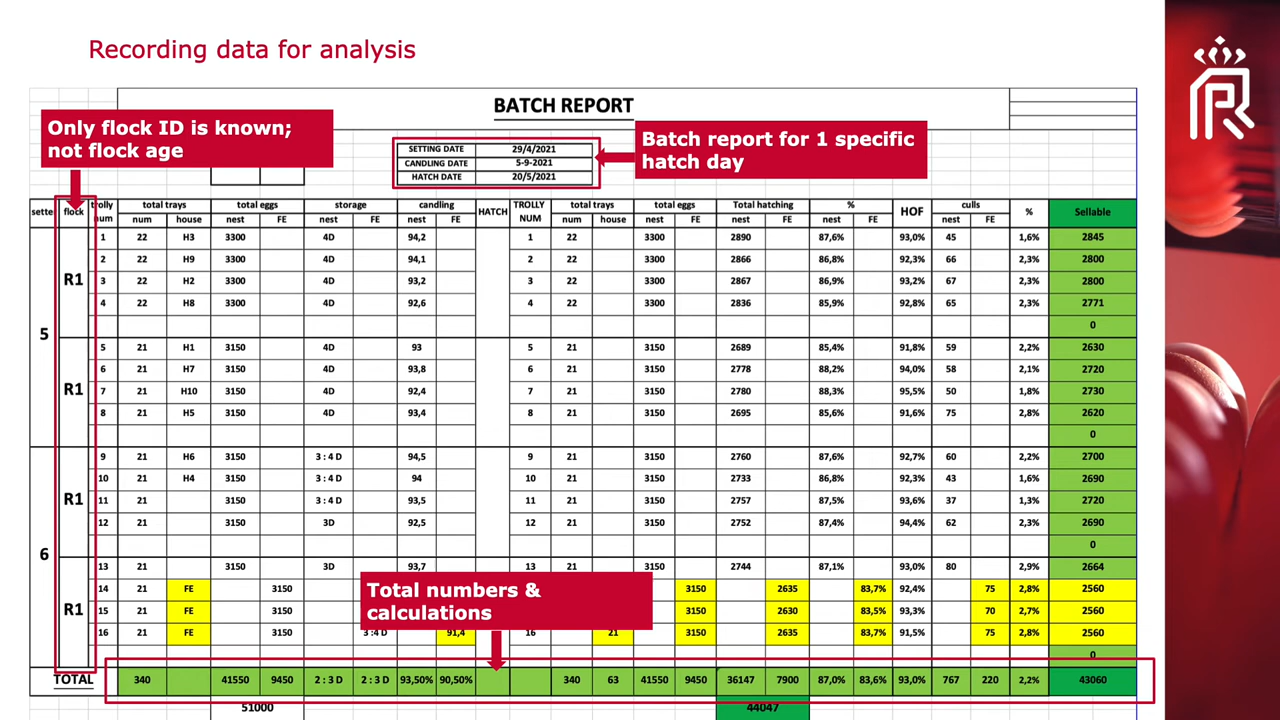 Recording data for analysis
BATCH REPORT
Only flock ID is known;
not flock age
SETTING DATE 29/4/2021
CANDLING DATE 5-9-2021
HATCH DATE 20/5/2021
Batch report for 1 specific
hatch day
sette flock trolly total trays total eggs storage candling HATCH TROLLY total trays total eggs Total hatching % HOF culls % Sellable
num num house nest FE nest FE nest FE NUM num house nest FE nest FE nest FE nest FE
1 22 H3 3300 4D 94,2 1 22 3300 2890 87,6% 93,0% 45 1,6% 2845
2 22 H9 3300 4D 94,1 2 22 3300 2866 86,8% 92,3% 66 2,3% 2800
R1 3 22 H2 3300 4D 93,2 3 22 3300 2867 86,9% 93,2% 67 2,3% 2800
4 22 H8 3300 4D 92,6 4 22 3300 2836 85,9% 92,8% 65 2,3% 2771
5 0
5 21 H1 3150 4D 93 5 21 3150 2689 85,4% 91,8% 59 2,2% 2630
6 21 H7 3150 4D 93,8 6 21 3150 2778 88,2% 94,0% 58 2,1% 2720
R1 7 21 H10 3150 4D 92,4 7 21 3150 2780 88,3% 95,5% 50 1,8% 2730
8 21 H5 3150 4D 93,4 8 21 3150 2695 85,6% 91,6% 75 2,8% 2620
0
9 21 H6 3150 3 : 4 D 94,5 9 21 3150 2760 87,6% 92,7% 60 2,2% 2700
10 21 H4 3150 3 : 4 D 94 10 21 3150 2733 86,8% 92,3% 43 1,6% 2690
R1 11 21 3150 3 : 4 D 93,5 11 21 3150 2757 87,5% 93,6% 37 1,3% 2720
12 21 3150 3D 92,5 12 21 3150 2752 87,4% 94,4% 62 2,3% 2690
6 0
13 21 3150 3D 93,7 13 21 3150 2744 87,1% 93,0% 80 2,9% 2664
14 21 FE 3150 3150 2635 83,7% 92,4% 75 2,8% 2560
R1 15 21 FE 3150 3150 2630 83,5% 93,3% 70 2,7% 2560
16 21 FE 3150 3 :4 D 91,4 16 21 3150 2635 83,7% 91,5% 75 2,8% 2560
0
Total numbers &
calculations
TOTAL 340 41550 9450 2 : 3 D 2 : 3 D 93,50% 90,50% 340 63 41550 9450 36147 7900 87,0% 83,6% 93,0% 767 220 2,2% 43060
51000 44047